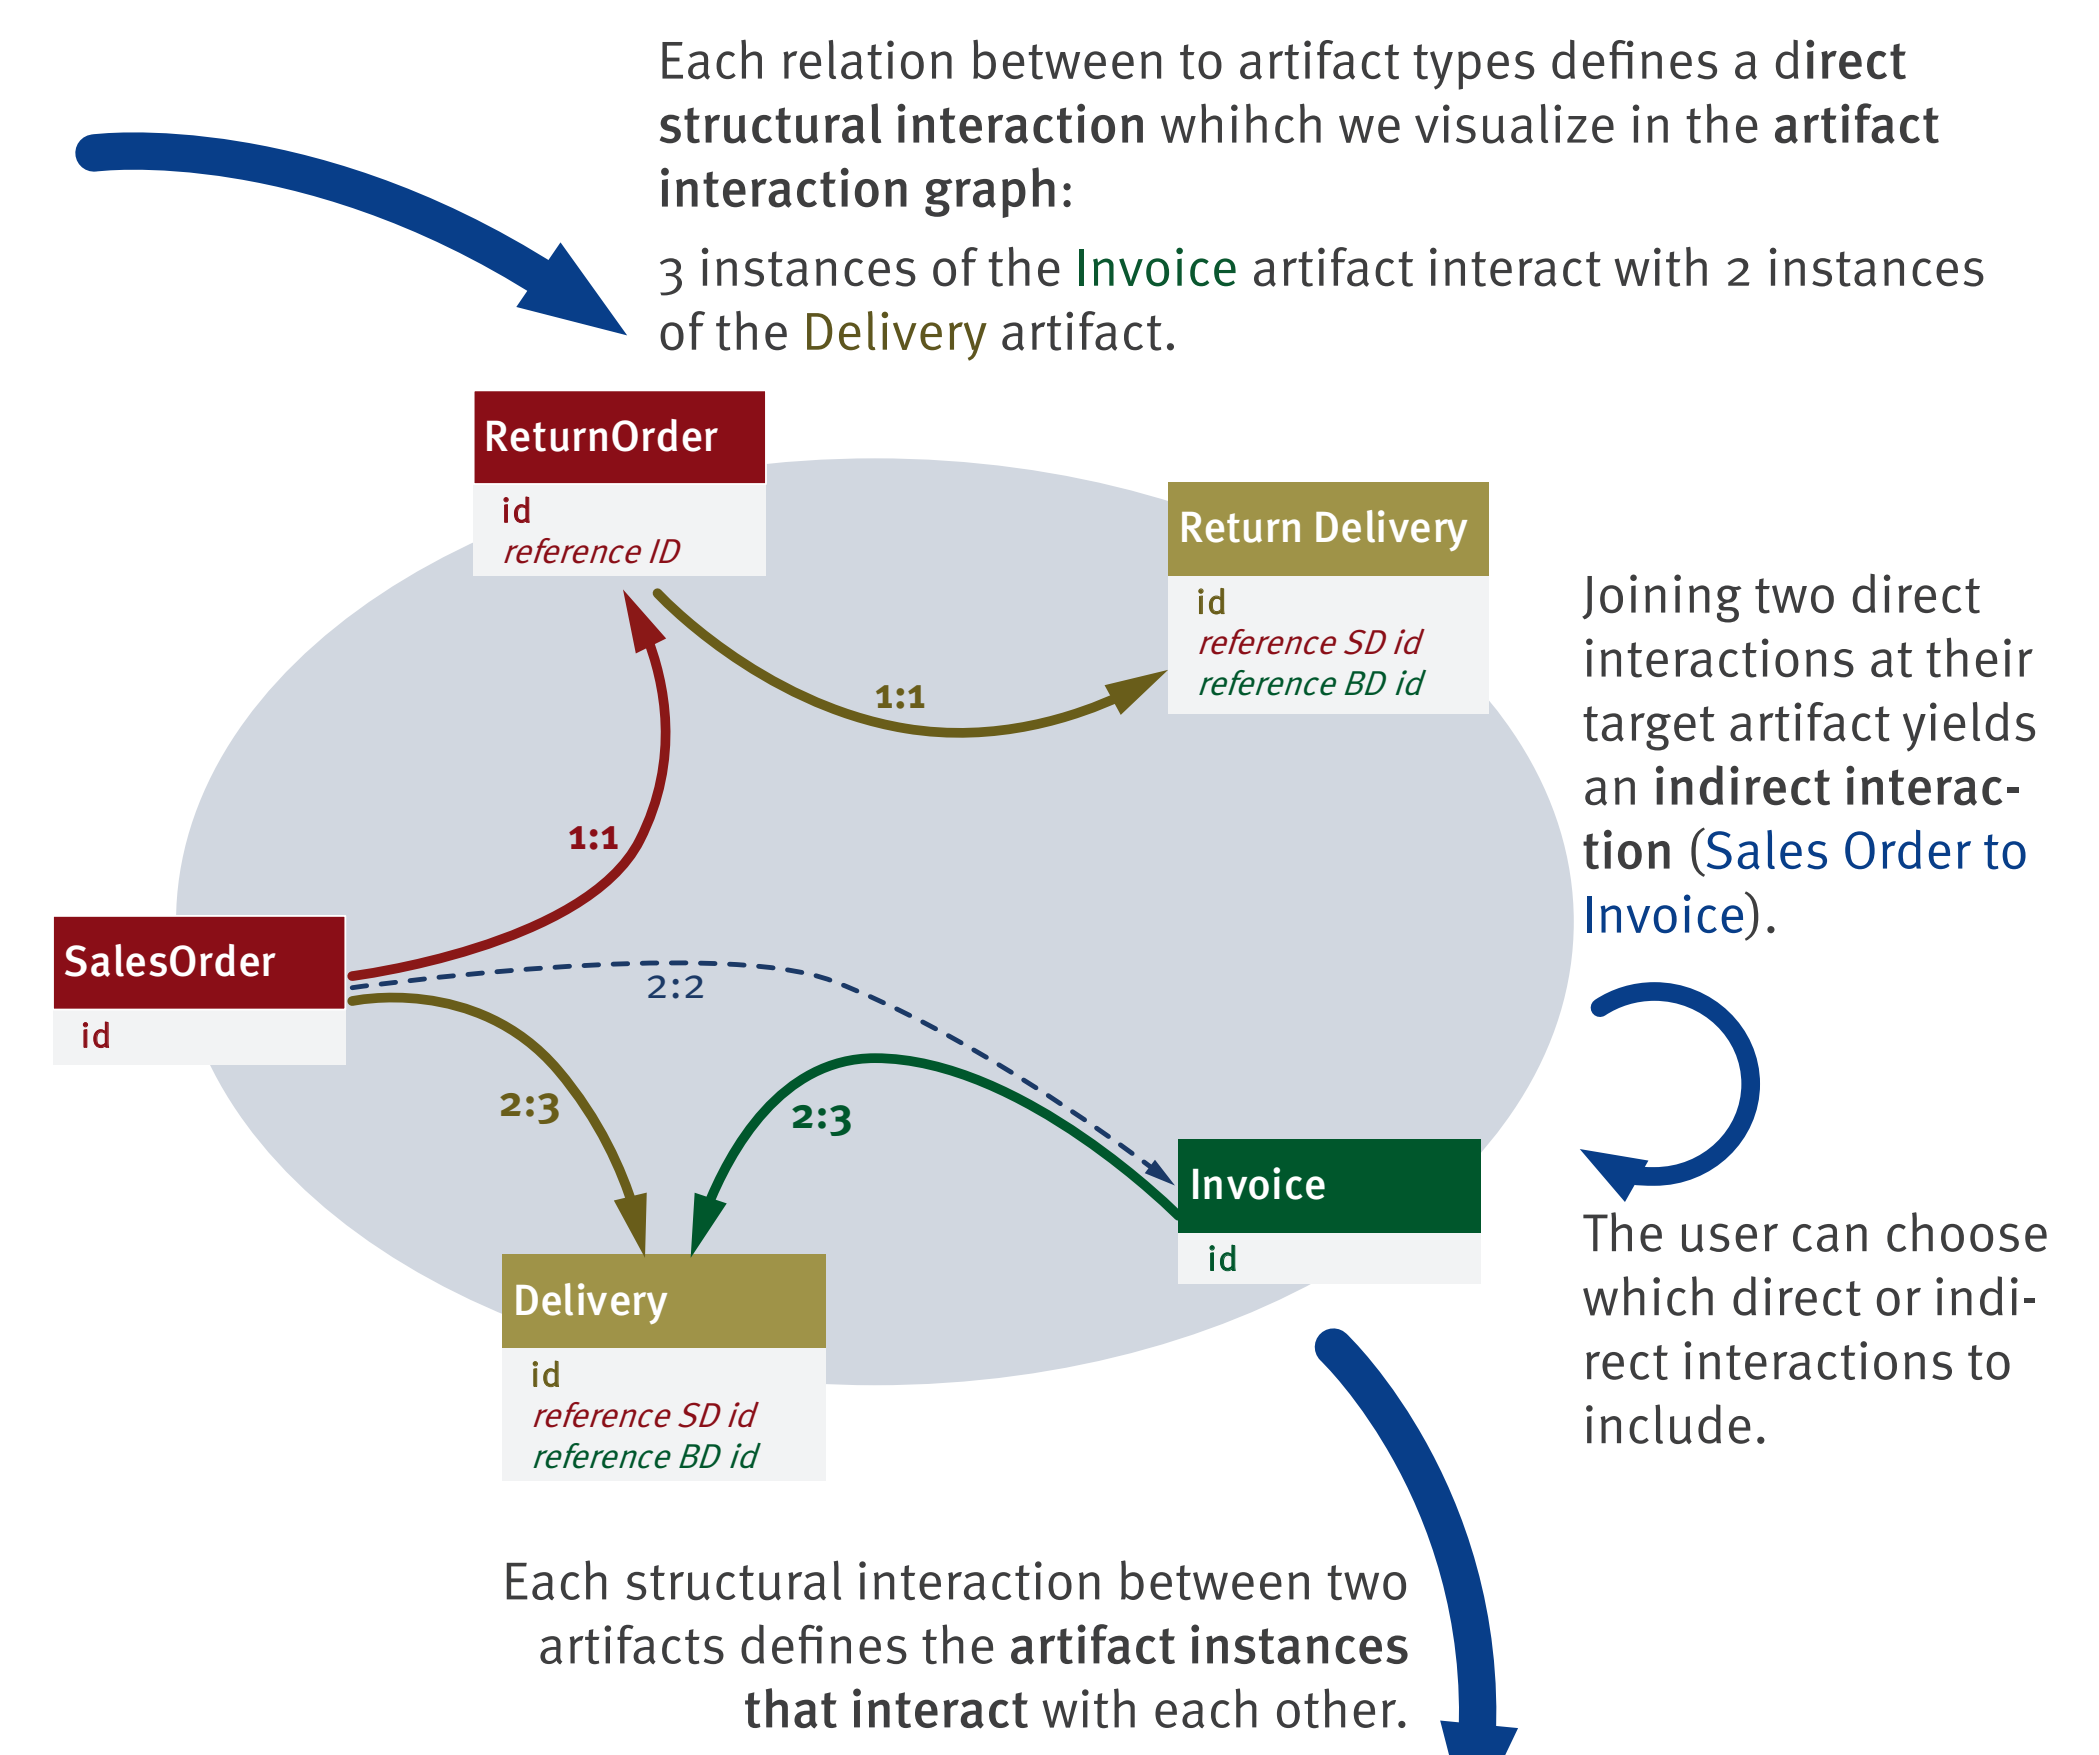 Each relation between to artifact types defines a direct
structural interaction whihch we visualize in the artifact
interaction graph:
3 instances of the Invoice artifact interact with 2 instances
of the Delivery artifact.
ReturnOrder
id
reference ID
Return Delivery
id
reference SD id
reference BD id
1:1
1:1
Joining two direct
interactions at their
target artifact yields
an indirect interac-
tion (Sales Order to
Invoice).
SalesOrder
id
2:2
2:3
2:3
Invoice
id
Delivery
id
reference SD id
reference BD id
The user can choose
which direct or indi-
rect interactions to
include.
Each structural interaction between two
artifacts defines the artifact instances
that interact with each other.